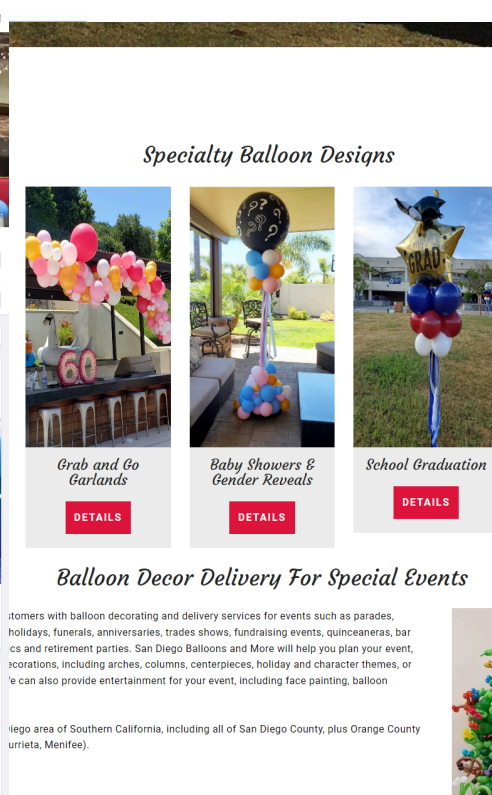 Specialty Balloon Designs
60
? ? ? ?
GRAD
Grab and Go
Garlands
DETAILS
Baby Showers &
Gender Reveals
DETAILS
School Graduation
DETAILS
Balloon Decor Delivery For Special Events
stomers with balloon decorating and delivery services for events such as parades,
holidays, funerals, anniversaries, trades shows, fundraising events, quinceaneras, bar
ics and retirement parties. San Diego Balloons and More will help you plan your event,
ecorations, including arches, columns, centerpieces, holiday and character themes, or
e can also provide entertainment for your event, including face painting, balloon
Diego area of Southern California, including all of San Diego County, plus Orange County
urrieta, Menifee).